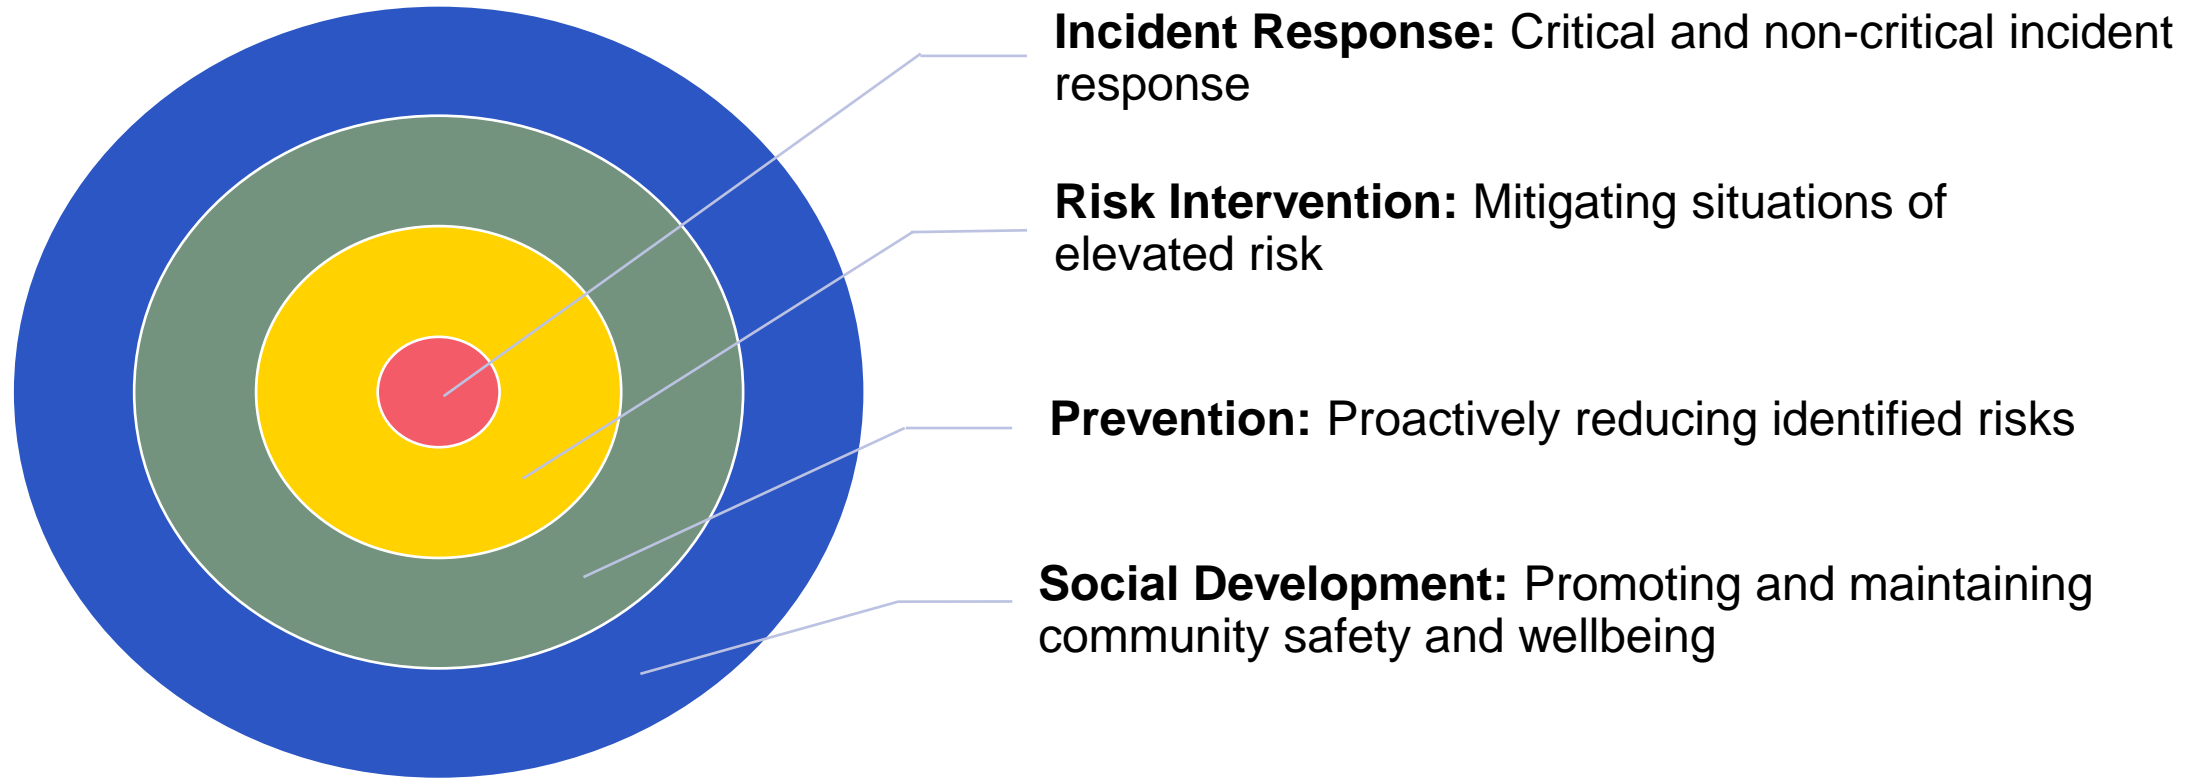 Incident Response: Critical and non-critical incident
response
Risk Intervention: Mitigating situations of
elevated risk
Prevention: Proactively reducing identified risks
Social Development: Promoting and maintaining
community safety and wellbeing